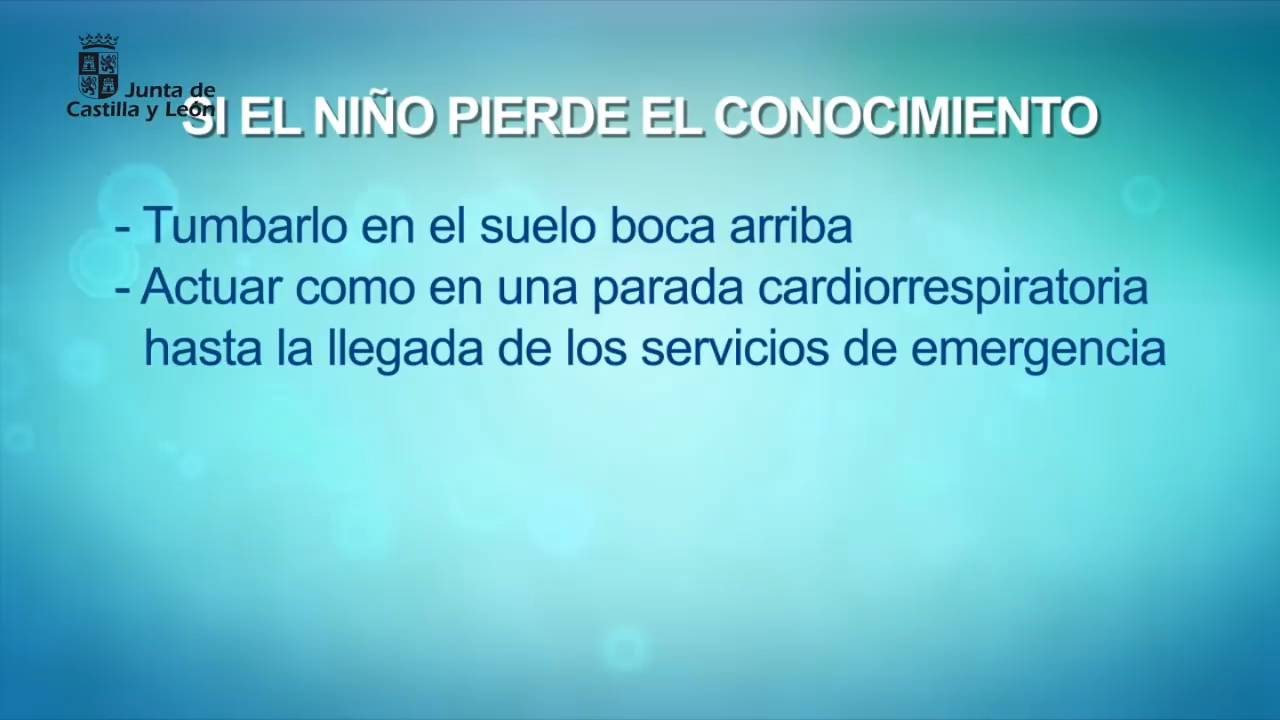 Junta de
Castilla y León
SI EL NIÑO PIERDE EL CONOCIMIENTO
- Tumbarlo en el suelo boca arriba
- Actuar como en una parada cardiorrespiratoria
hasta la llegada de los servicios de emergencia